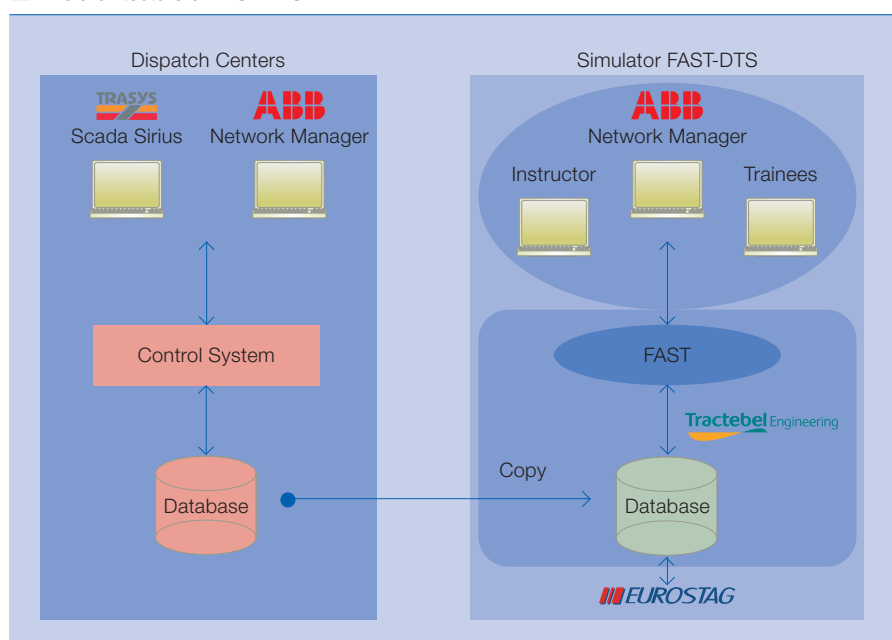 Dispatch Centers
TRASYS
Scada Sirius
ABB
Network Manager
Control System
Database
Copy
Simulator FAST-DTS
ABB
Network Manager
Instructor
Trainees
FAST
Tractebel Engineering
Database
EUROSTAG